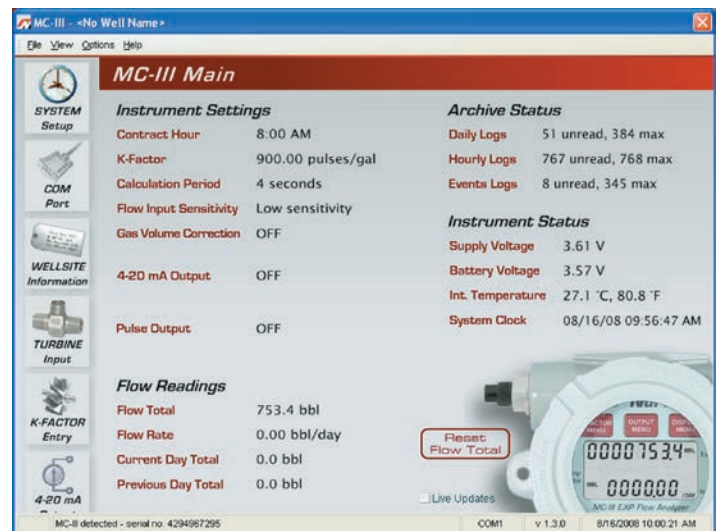 MC-III - <No Well Name>
File View Options Help
MC-III Main
SYSTEM
Setup
COM
Port
WELLSITE
Information
TURBINE
Input
K-FACTOR
Entry
4-20 mA
Instrument Settings
Contract Hour 8:00 AM
K-Factor 900.00 pulses/gal
Calculation Period 4 seconds
Flow Input Sensitivity Low sensitivity
Gas Volume Correction OFF
4-20 mA Output OFF
Pulse Output OFF
Flow Readings
Flow Total 753.4 bbl
Flow Rate 0.00 bbl/day
Current Day Total 0.0 bbl
Previous Day Total 0.0 bbl
Archive Status
Daily Logs 51 unread, 384 max
Hourly Logs 767 unread, 768 max
Events Logs 8 unread, 345 max
Instrument Status
Supply Voltage 3.61 V
Battery Voltage 3.57 V
Int. Temperature 27.1 °C, 80.8 °F
System Clock 08/16/08 09:56:47 AM
Reset
Flow Total
Live Updates
OUTPUT
MENU
MENU
0000753.4
0000.00
MC-III EXP Flow Analyzer
MC-III detected - serial no. 4294967295 COM1 v 1.3.0 8/16/2008 10:00:21 AM